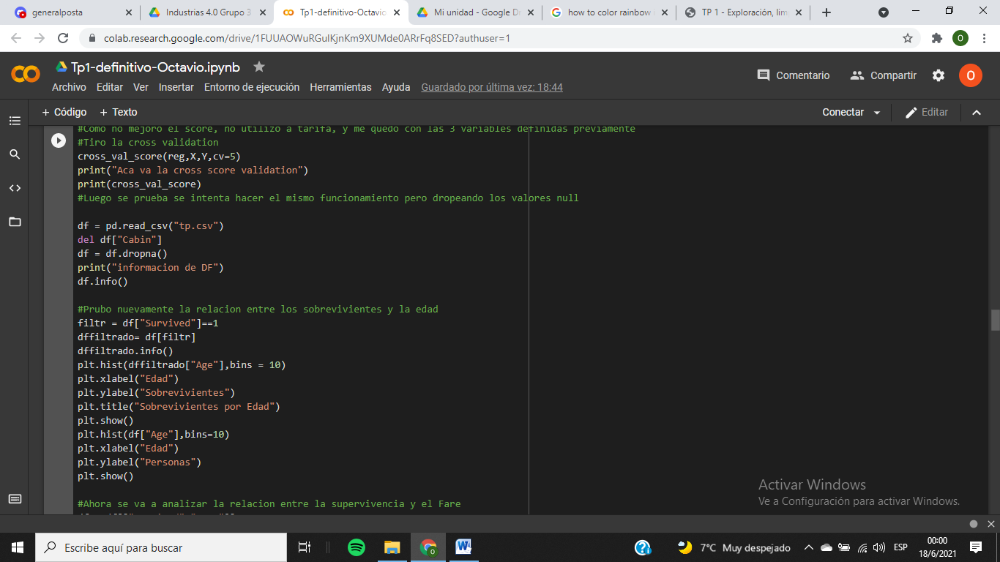 generalposta
Industrias 4.0 Grupo 3
Tp1-definitivo-Octavio
Mi unidad - Google Dr
how to color rainbow
TP 1 - Exploración, lim
colab.research.google.com/drive/1FUUAOWuRGulKjnKm9XUMde0ARrFq8SED?authuser=1
O
Tp1-definitivo-Octavio.ipynb
Comentario
Compartir
O
Archivo Editar Ver Insertar Entorno de ejecución Herramientas Ayuda Guardado por última vez: 18:44
+ Código + Texto
Conectar
Editar
#Como no mejoro el score, no utilizo a tarifa, y me quedo con las 3 variables definidas previamente
#Tiro la cross validation
cross_val_score(reg,X,Y,cv=5)
print("Aca va la cross score validation")
print(cross_val_score)
#Luego se prueba se intenta hacer el mismo funcionamiento pero dropeando los valores null
df = pd.read_csv("tp.csv")
del df["Cabin"]
df = df.dropna()
print("informacion de DF")
df.info()
#Prubo nuevamente la relacion entre los sobrevivientes y la edad
filtr = df["Survived"]==1
dffiltrado= df[filtr]
dffiltrado.info()
plt.hist(dffiltrado["Age"],bins = 10)
plt.xlabel("Edad")
plt.ylabel("Sobrevivientes")
plt.title("Sobrevivientes por Edad")
plt.show()
plt.hist(df["Age"],bins=10)
plt.xlabel("Edad")
plt.ylabel("Personas")
plt.show()
#Ahora se va a analizar la relacion entre la supervivencia y el Fare
Activar Windows
Ve a Configuración para activar Windows.
Escribe aquí para buscar
7°C Muy despejado
ESP
00:00
18/6/2021